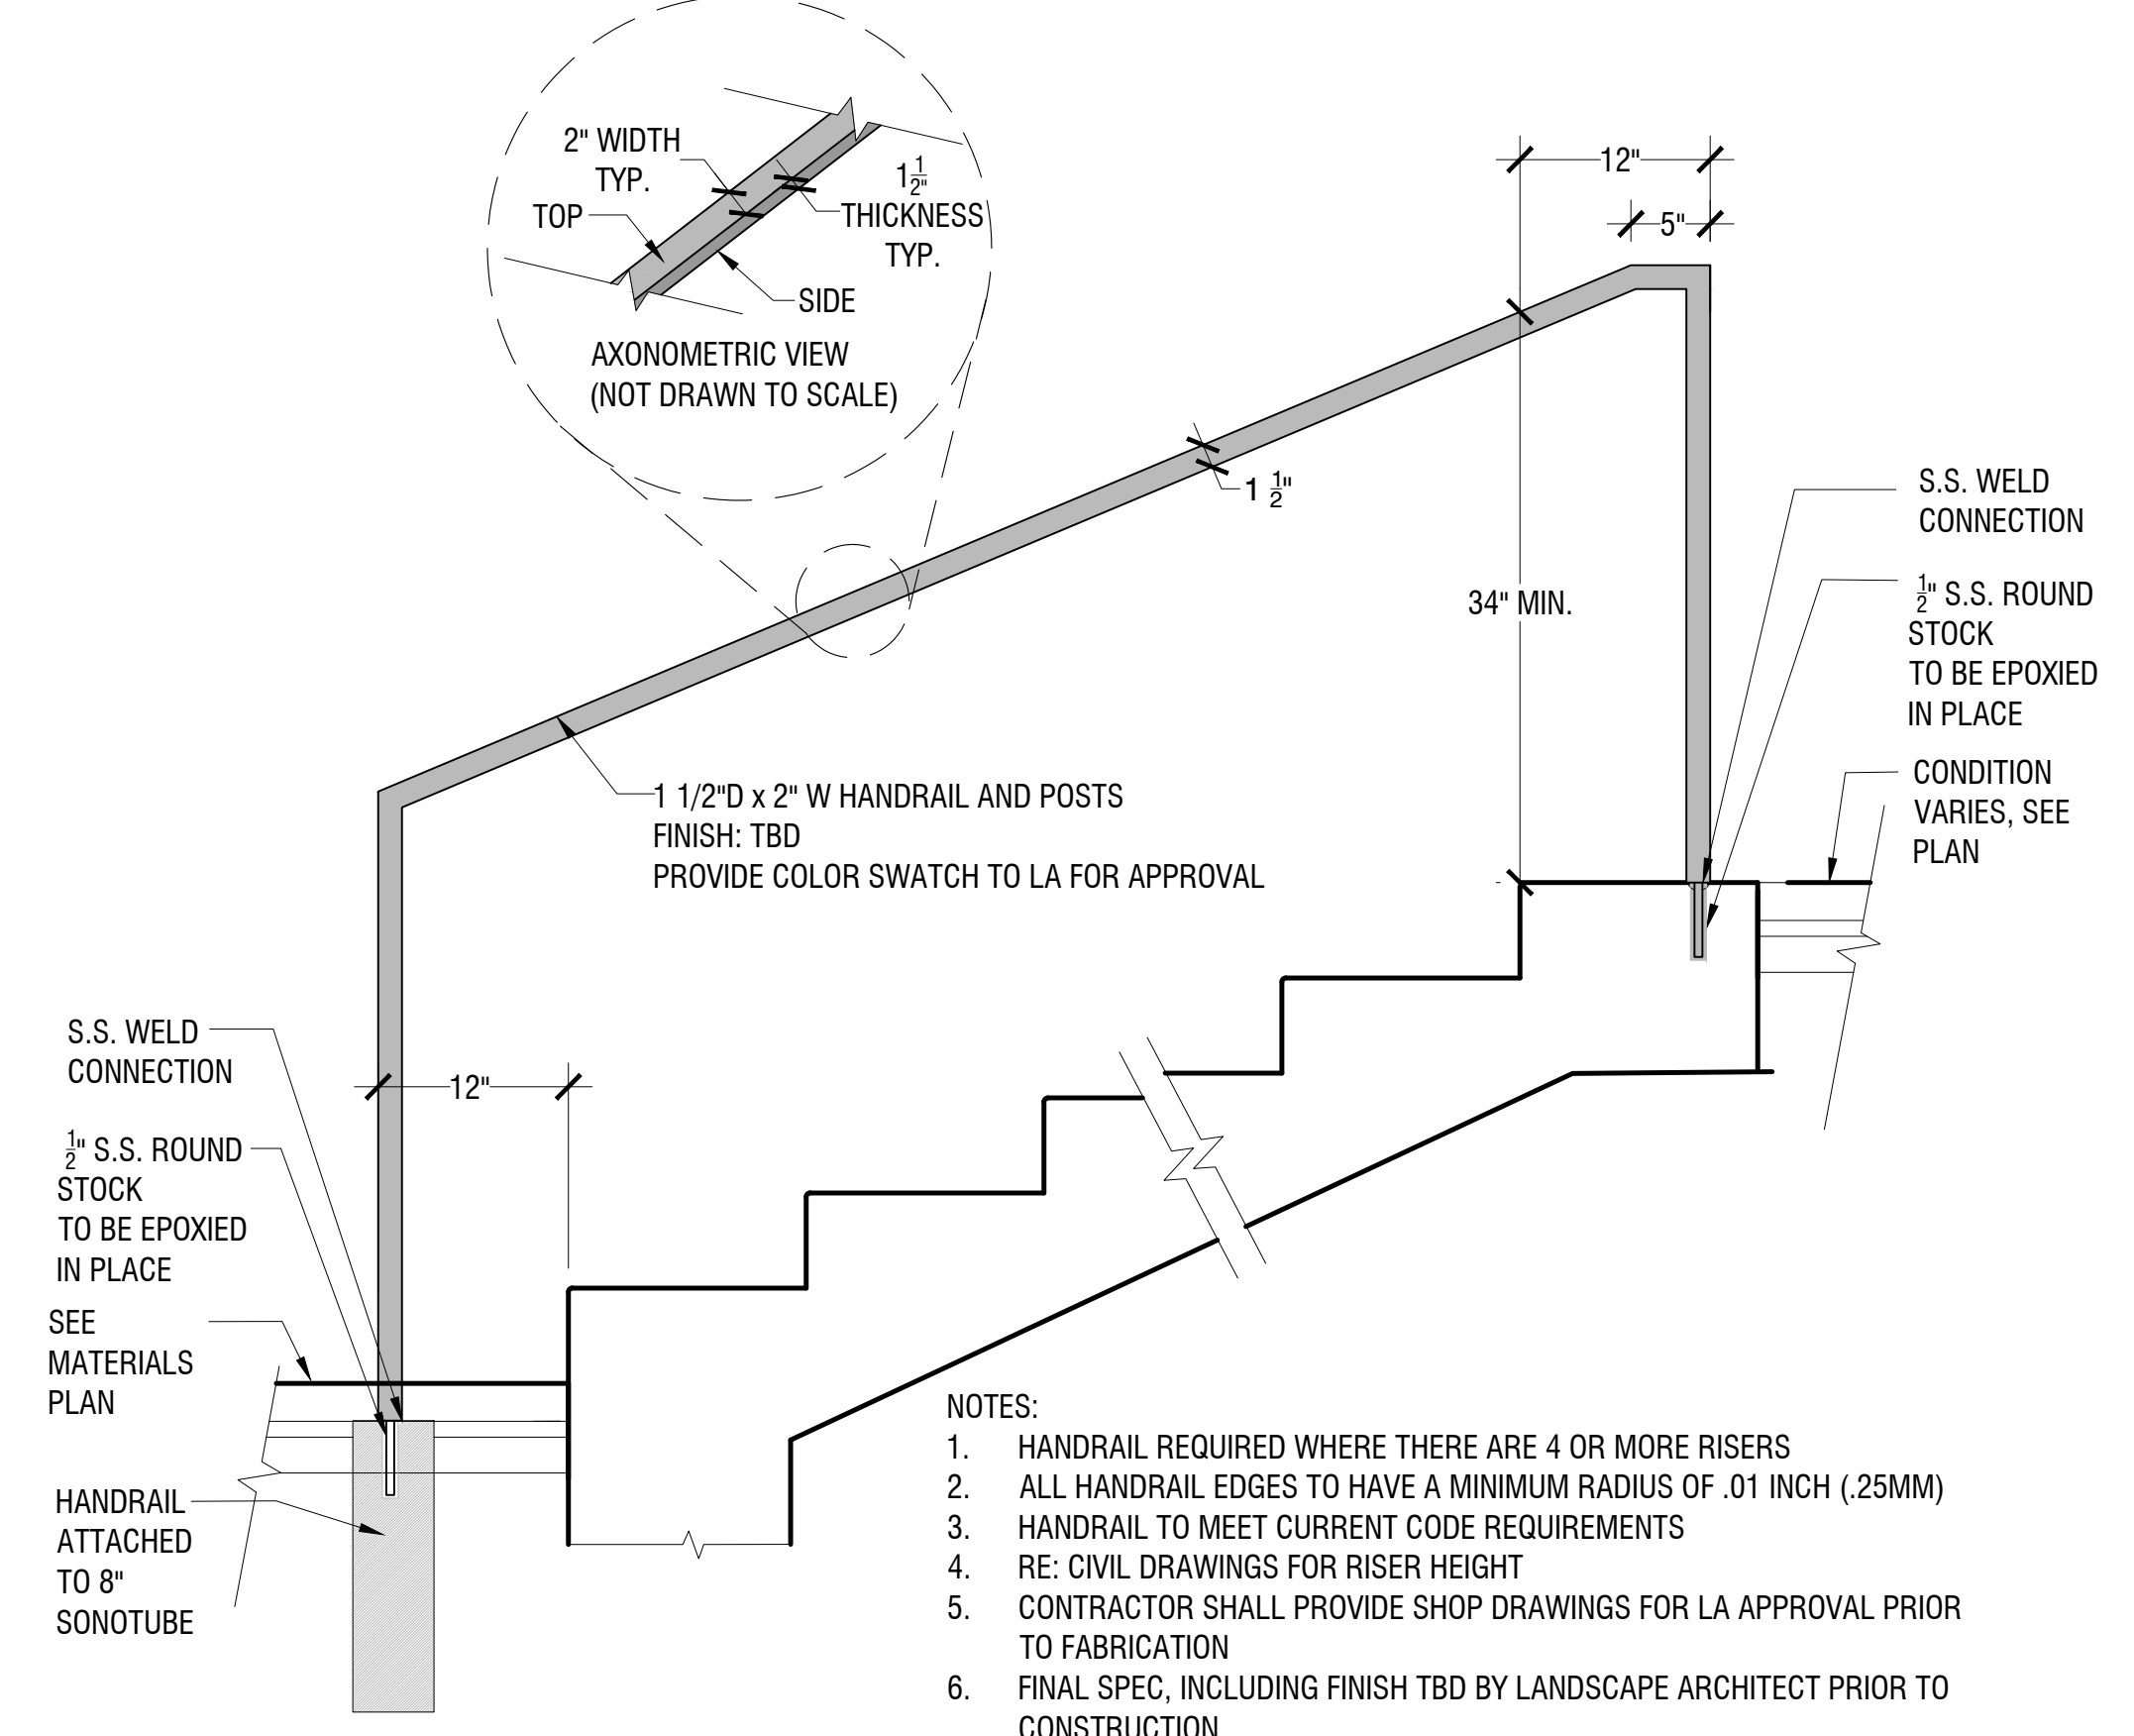 2" WIDTH
TYP.
TOP
1 1/2"
THICKNESS
TYP.
SIDE
AXONOMETRIC VIEW
(NOT DRAWN TO SCALE)
12"
5"
1 1/2"
34" MIN.
S.S. WELD
CONNECTION
1/2" S.S. ROUND
STOCK
TO BE EPOXIED
IN PLACE
CONDITION
VARIES, SEE
PLAN
1 1/2"D x 2" W HANDRAIL AND POSTS
FINISH: TBD
PROVIDE COLOR SWATCH TO LA FOR APPROVAL
S.S. WELD
CONNECTION
12"
1/2" S.S. ROUND
STOCK
TO BE EPOXIED
IN PLACE
SEE
MATERIALS
PLAN
HANDRAIL
ATTACHED
TO 8"
SONOTUBE
NOTES:
1. HANDRAIL REQUIRED WHERE THERE ARE 4 OR MORE RISERS
2. ALL HANDRAIL EDGES TO HAVE A MINIMUM RADIUS OF .01 INCH (.25MM)
3. HANDRAIL TO MEET CURRENT CODE REQUIREMENTS
4. RE: CIVIL DRAWINGS FOR RISER HEIGHT
5. CONTRACTOR SHALL PROVIDE SHOP DRAWINGS FOR LA APPROVAL PRIOR
TO FABRICATION
6. FINAL SPEC, INCLUDING FINISH TBD BY LANDSCAPE ARCHITECT PRIOR TO
CONSTRUCTION